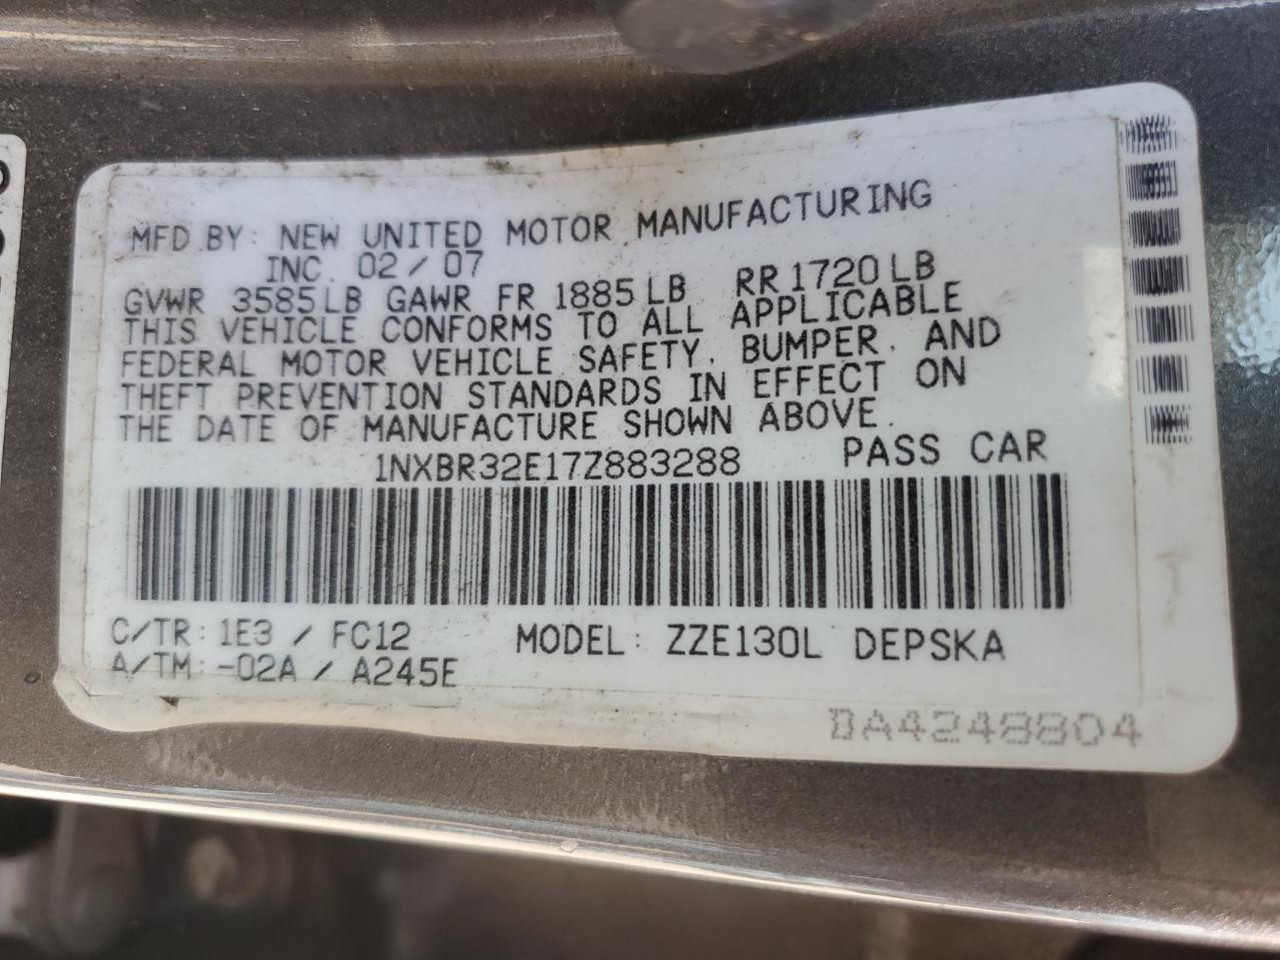 MFD.BY: NEW UNITED MOTOR MANUFACTURING
INC. 02/07
GVWR 3585LB GAWR FR 1885LB RR 1720LB
THIS VEHICLE CONFORMS TO ALL APPLICABLE
FEDERAL MOTOR VEHICLE SAFETY, BUMPER, AND
THEFT PREVENTION STANDARDS IN EFFECT ON
THE DATE OF MANUFACTURE SHOWN ABOVE.
1NXBR32E17Z883288 PASS CAR
C/TR: 1E3 / FC12 MODEL: ZZE130L DEPSKA
A/TM: -02A / A245E
BA4248804